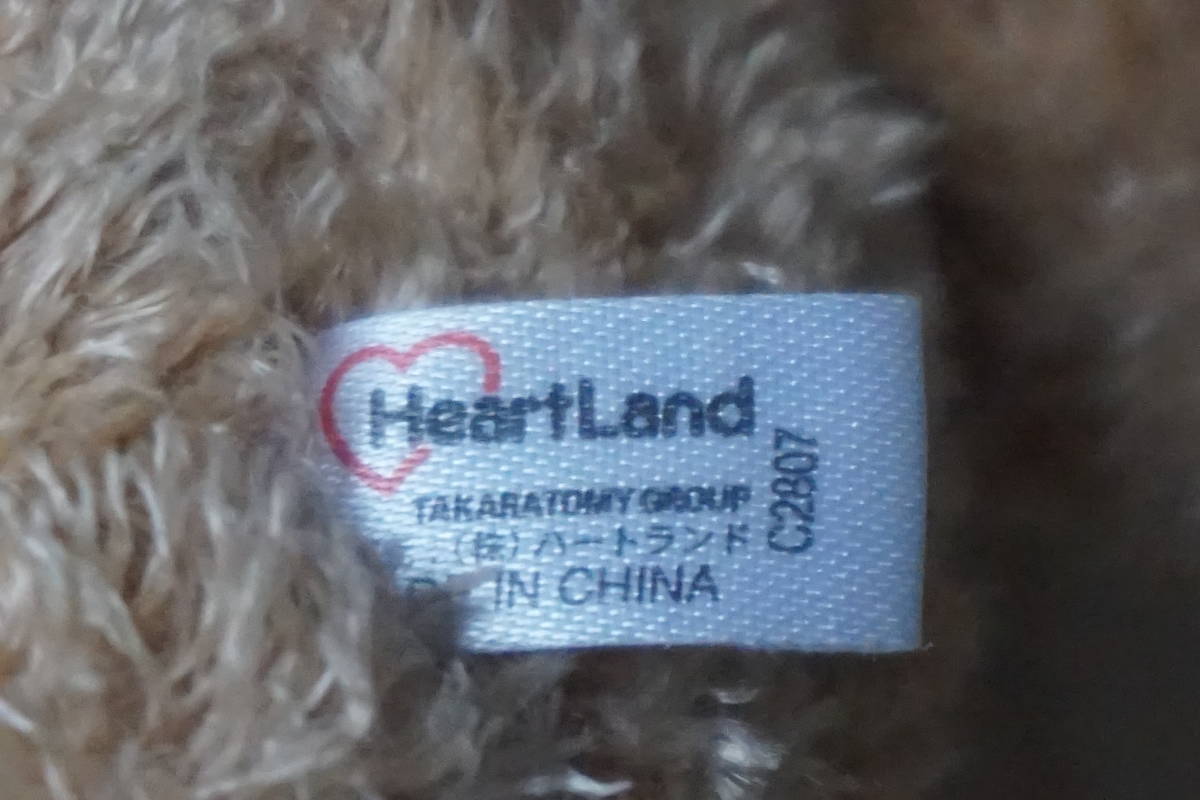 HeartLand
TAKARATOMY GROUP
(株)ハートランド
IN CHINA
C2807